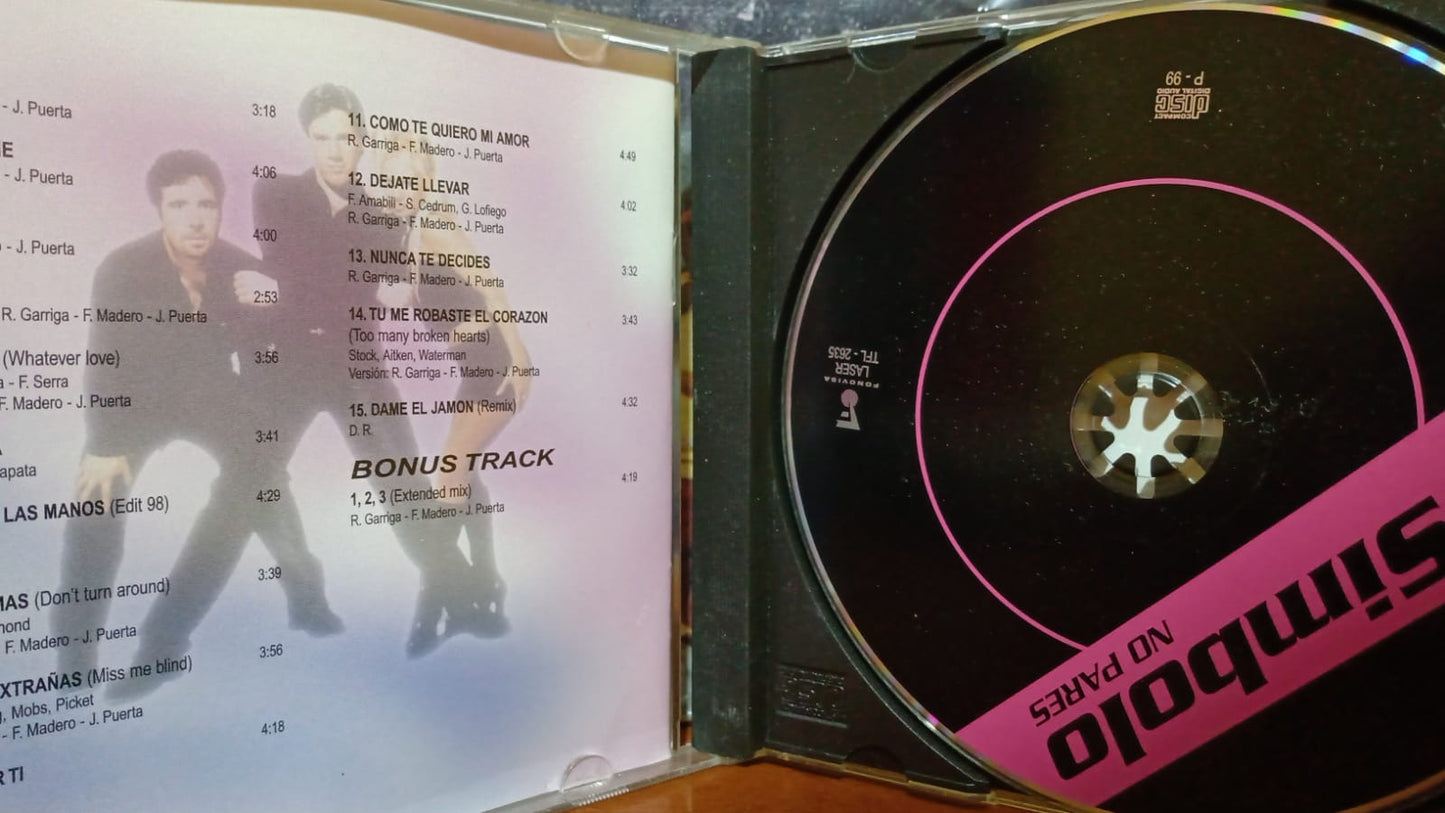 - J. Puerta 3:18
E
- J. Puerta 4:06
- J. Puerta 4:00
R. Garriga - F. Madero - J. Puerta 2:53
(Whatever love) 3:56
a - F. Serra
F. Madero - J. Puerta
A 3:41
apata
LAS MANOS (Edit 98) 4:29
MAS (Don't turn around) 3:39
mond
F. Madero - J. Puerta
XTRAÑAS (Miss me blind) 3:56
, Mobs, Picket
- F. Madero - J. Puerta
R TI 4:18
11. COMO TE QUIERO MI AMOR
R. Garriga - F. Madero - J. Puerta 4:49
12. DEJATE LLEVAR
F. Amabili - S. Cedrum, G. Lofiego 4:02
R. Garriga - F. Madero - J. Puerta
13. NUNCA TE DECIDES
R. Garriga - F. Madero - J. Puerta 3:32
14. TU ME ROBASTE EL CORAZON 3:43
(Too many broken hearts)
Stock, Aitken, Waterman
Versión: R. Garriga - F. Madero - J. Puerta
15. DAME EL JAMON (Remix) 4:32
D. R.
BONUS TRACK
1, 2, 3 (Extended mix) 4:19
R. Garriga - F. Madero - J. Puerta
P - 99
COMPACT
disc
DIGITAL AUDIO
FONOVISA
LASER
TFL - 2635
Simbolo
NO PARES